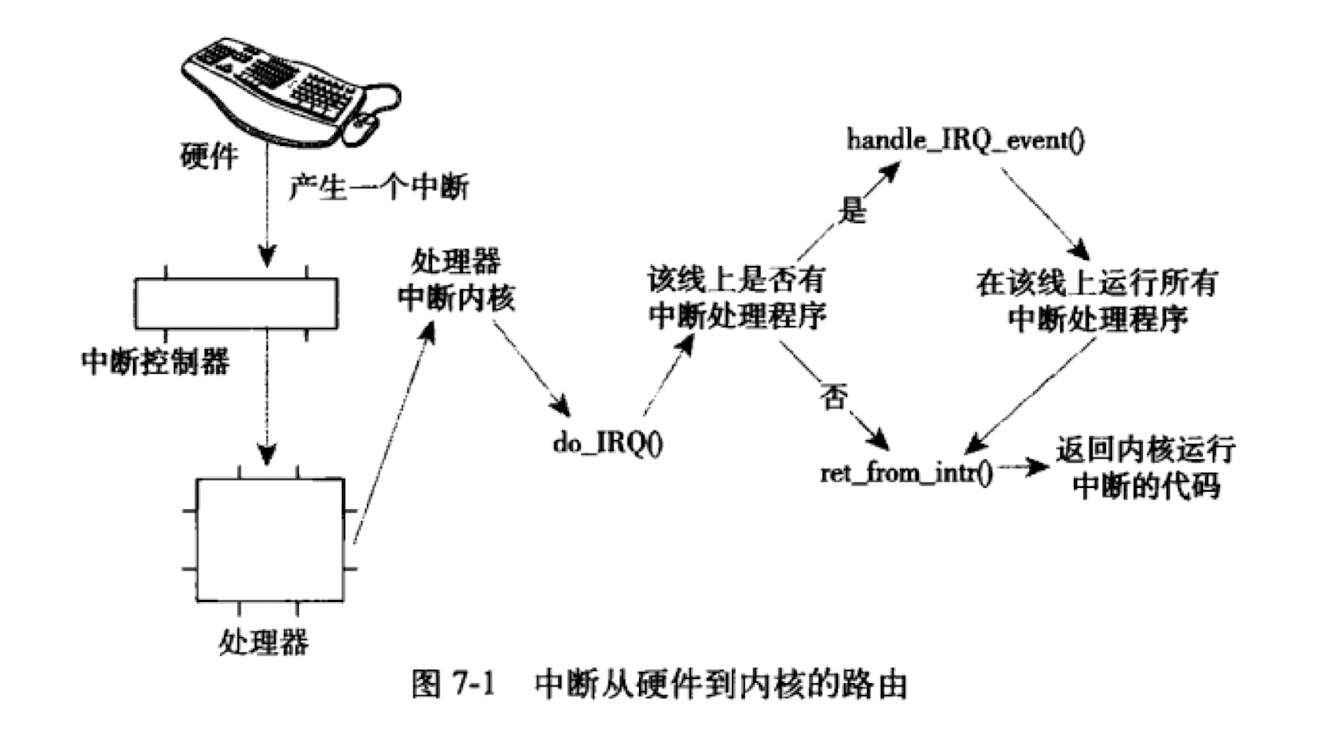 硬件
产生一个中断
中断控制器
处理器
处理器
中断内核
do_IRQ()
该线上是否有
中断处理程序
是
否
handle_IRQ_event()
在该线上运行所有
中断处理程序
ret_from_intr()
返回内核运行
中断的代码
图 7-1 中断从硬件到内核的路由